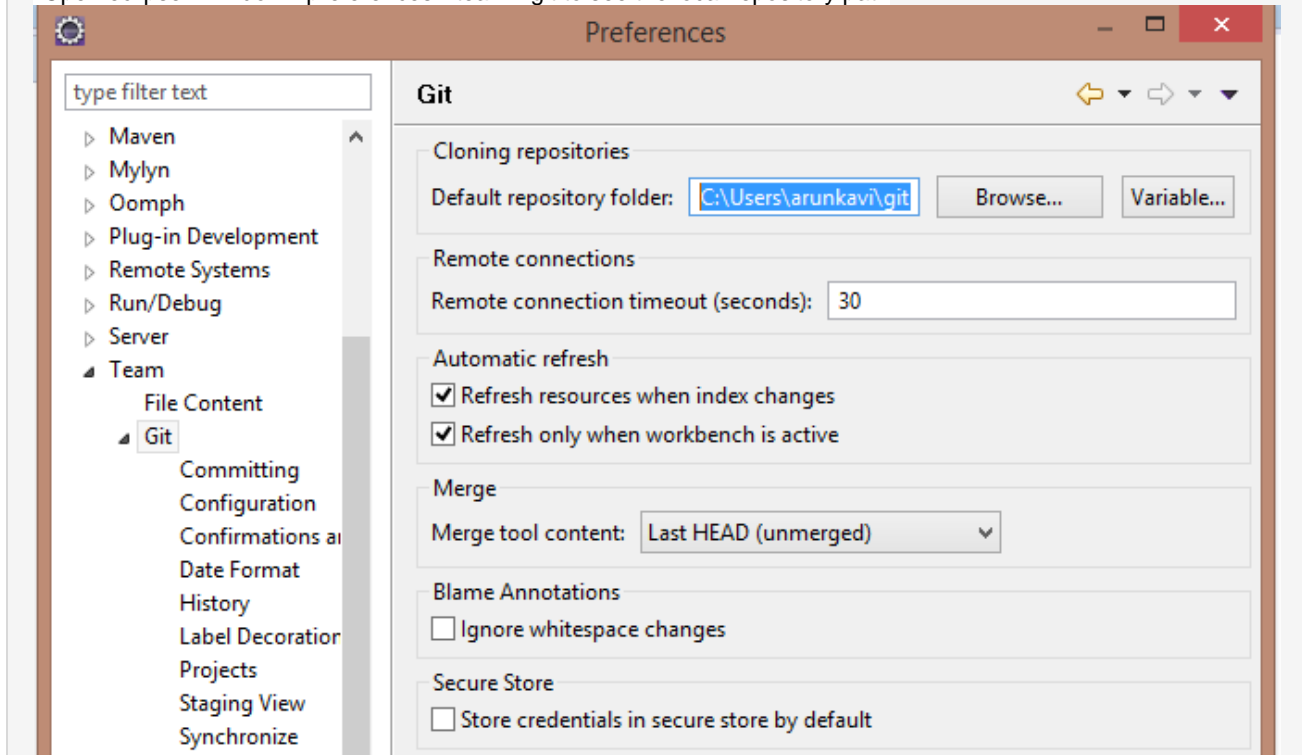 Preferences
type filter text
Git
Maven
Mylyn
Oomph
Plug-in Development
Remote Systems
Run/Debug
Server
Team
File Content
Git
Committing
Configuration
Confirmations
Date Format
History
Label Decoration
Projects
Staging View
Synchronize
Cloning repositories
Default repository folder: C:\Users\arunkavi\git Browse... Variable...
Remote connections
Remote connection timeout (seconds): 30
Automatic refresh
Refresh resources when index changes
Refresh only when workbench is active
Merge
Merge tool content: Last HEAD (unmerged)
Blame Annotations
Ignore whitespace changes
Secure Store
Store credentials in secure store by default